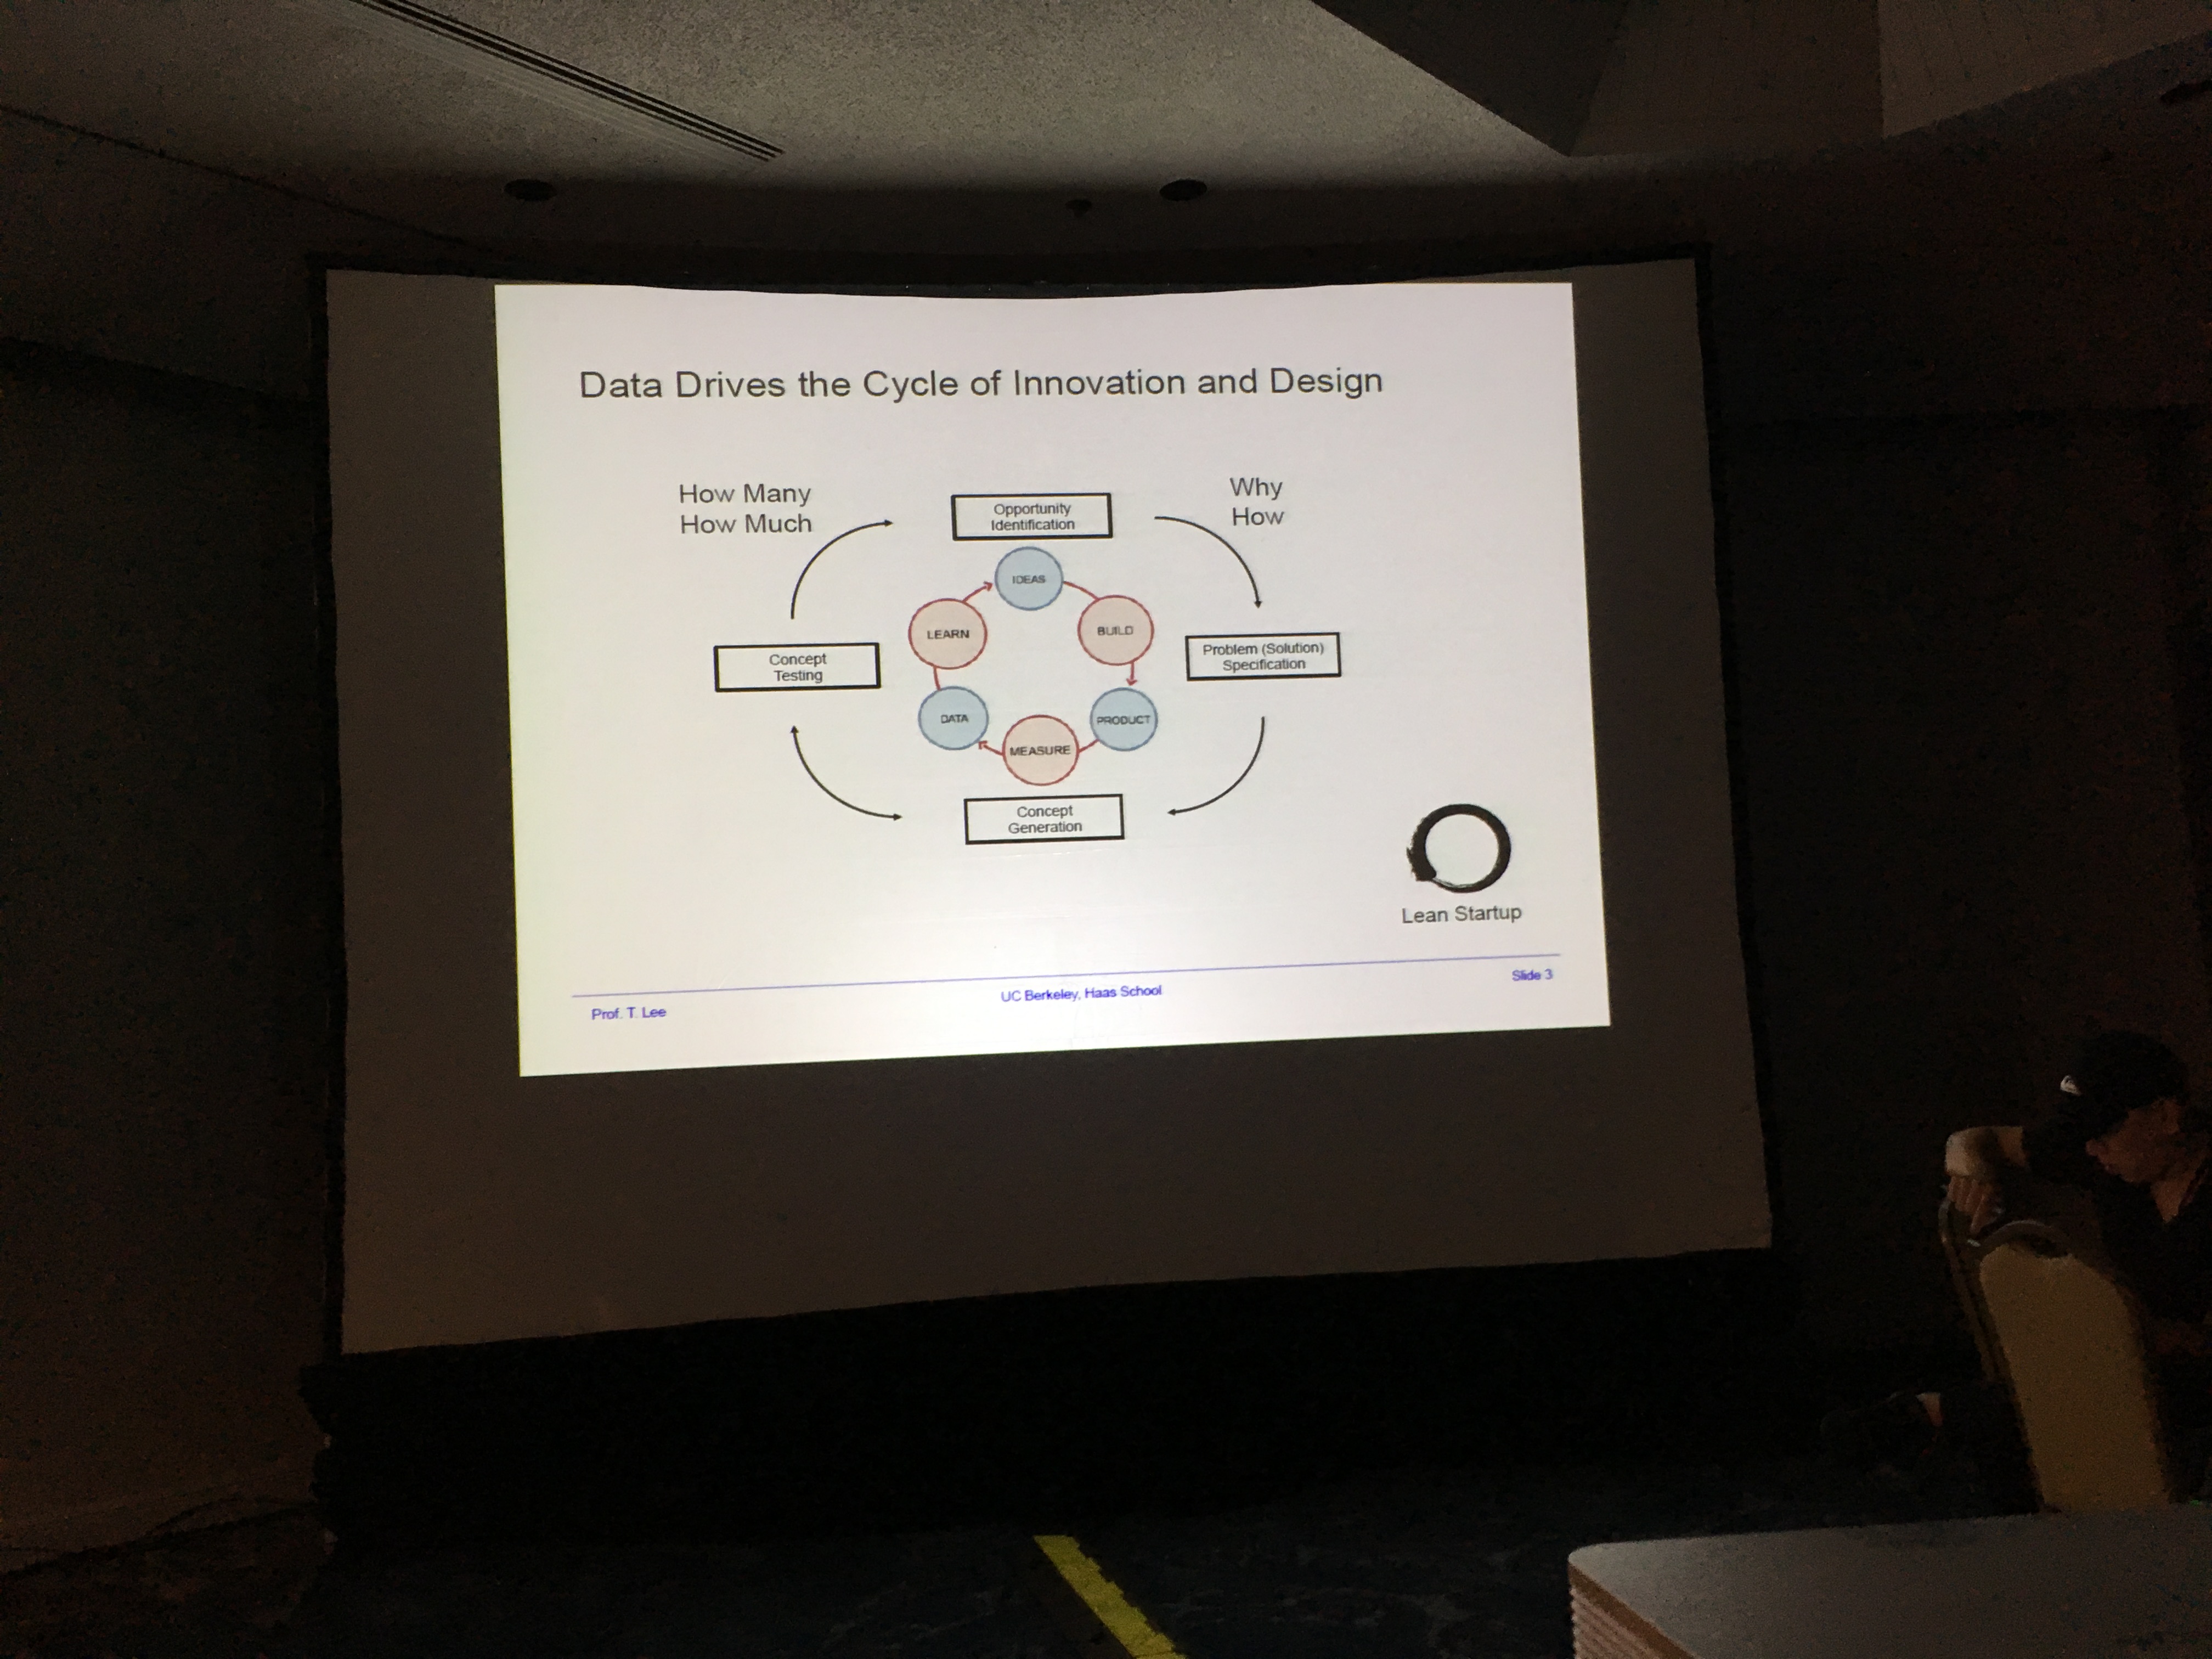 Data Drives the Cycle of Innovation and Design
How Many
How Much
Why
How
Opportunity
Identification
IDEAS
LEARN
BUILD
Concept
Testing
Problem (Solution)
Specification
DATA
PRODUCT
MEASURE
Concept
Generation
Lean Startup
Prof. T. Lee
UC Berkeley, Haas School
Slide 3